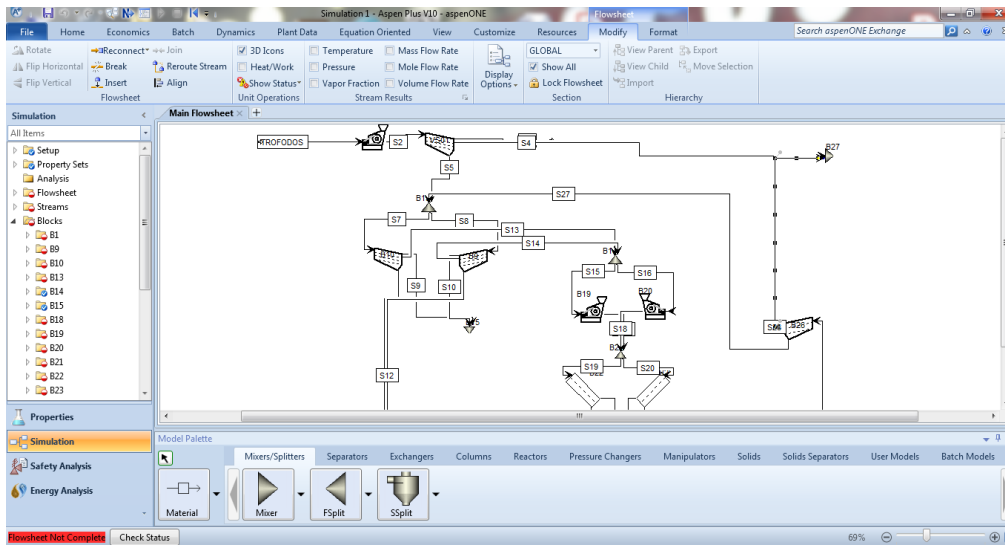 Simulation 1 - Aspen Plus V10 - aspenONE
Flowsheet
File Home Economics Batch Dynamics Plant Data Equation Oriented View Customize Resources Modify Format
Search aspenONE Exchange
Rotate Reconnect Join
Flip Horizontal Break Reroute Stream
Flip Vertical Insert Align
Flowsheet
3D Icons
Heat/Work
Show Status
Unit Operations
Temperature Mass Flow Rate
Pressure Mole Flow Rate
Vapor Fraction Volume Flow Rate
Stream Results
Display Options
GLOBAL
Show All
Lock Flowsheet
Section
View Parent Export
View Child Move Selection
Import
Hierarchy
Simulation
All Items
Setup
Property Sets
Analysis
Flowsheet
Streams
Blocks
B1
B9
B10
B13
B14
B15
B18
B19
B20
B21
B22
B23
Properties
Simulation
Safety Analysis
Energy Analysis
Main Flowsheet
TROFODOS
S2
S4
B27
S5
S27
S7
S8
S13
S14
S9
S10
S15
S16
B19
B20
S18
S19
S20
S12
Model Palette
Mixers/Splitters Separators Exchangers Columns Reactors Pressure Changers Manipulators Solids Solids Separators User Models Batch Models
Material
Mixer
FSplit
SSplit
Flowsheet Not Complete
Check Status
69%